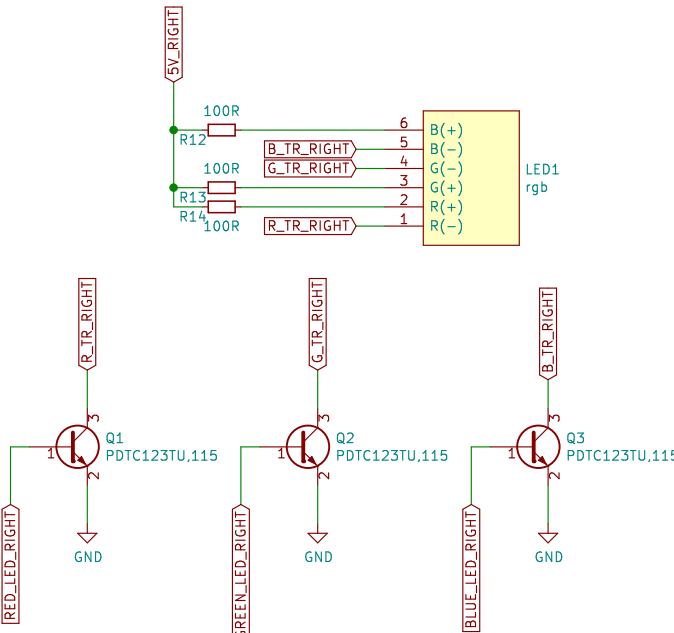 5V_RIGHT
100R
R12
100R
R13
R14
100R
B_TR_RIGHT
G_TR_RIGHT
R_TR_RIGHT
6 B(+)
5 B(-)
4 G(-)
3 G(+)
2 R(+)
1 R(-)
LED1
rgb
R_TR_RIGHT
3
Q1
PDTC123TU,115
1
2
GND
RED_LED_RIGHT
G_TR_RIGHT
3
Q2
PDTC123TU,115
1
2
GND
GREEN_LED_RIGHT
B_TR_RIGHT
3
Q3
PDTC123TU,115
1
2
GND
BLUE_LED_RIGHT